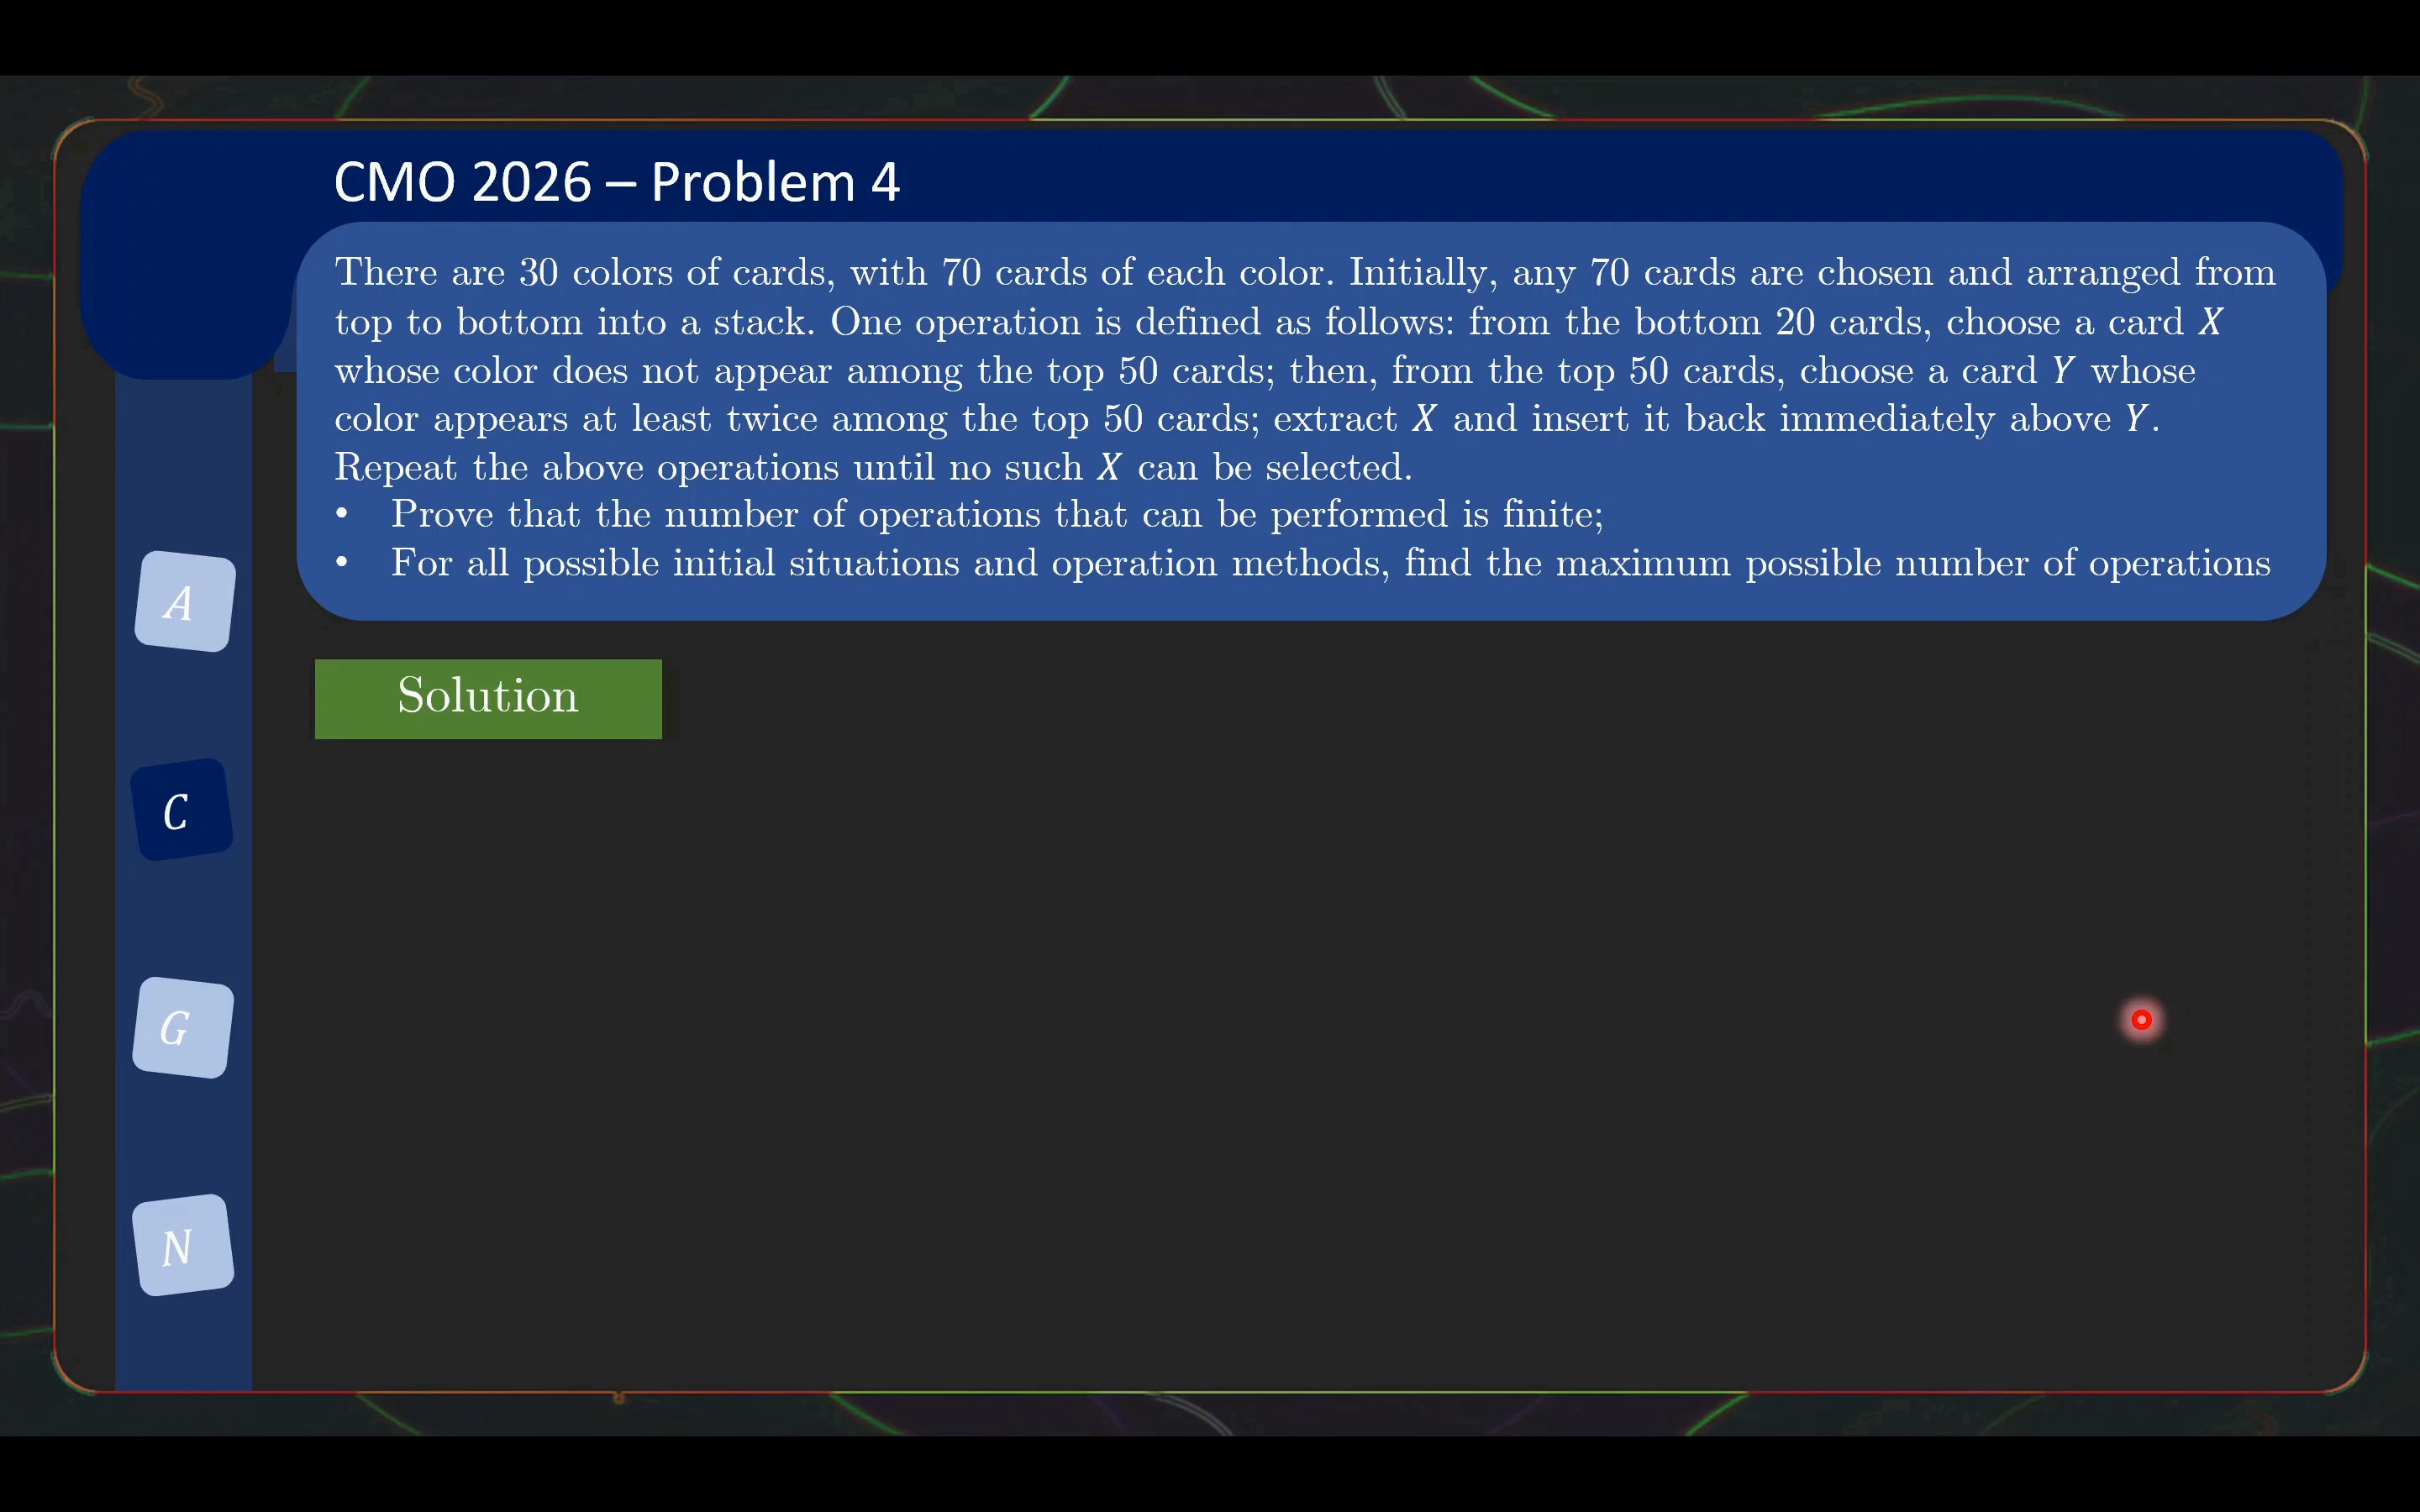 CMO 2026 – Problem 4
There are 30 colors of cards, with 70 cards of each color. Initially, any 70 cards are chosen and arranged from
top to bottom into a stack. One operation is defined as follows: from the bottom 20 cards, choose a card X
whose color does not appear among the top 50 cards; then, from the top 50 cards, choose a card Y whose
color appears at least twice among the top 50 cards; extract X and insert it back immediately above Y.
Repeat the above operations until no such X can be selected.
• Prove that the number of operations that can be performed is finite;
• For all possible initial situations and operation methods, find the maximum possible number of operations
A
Solution
C
G
N